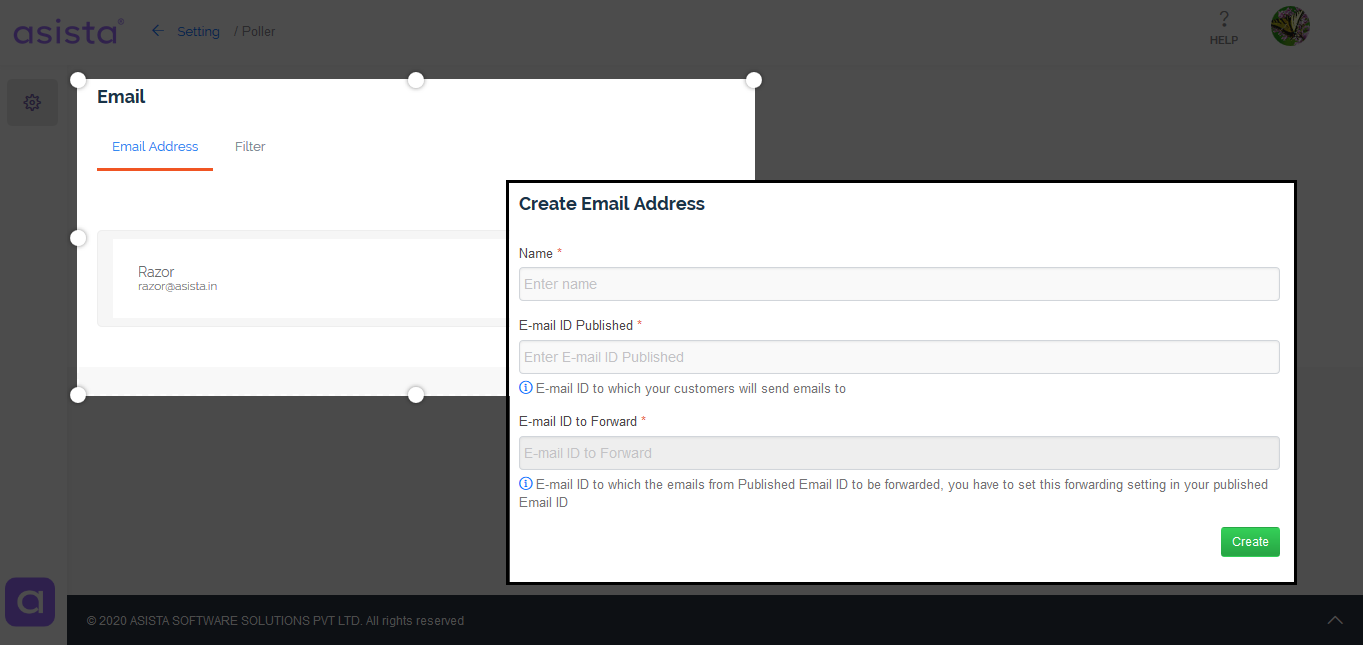 asista®
Setting / Poller
?
HELP
Email
Email Address Filter
Razor
razor@asista.in
Create Email Address
Name *
Enter name
E-mail ID Published *
Enter E-mail ID Published
E-mail ID to which your customers will send emails to
E-mail ID to Forward *
E-mail ID to Forward
E-mail ID to which the emails from Published Email ID to be forwarded, you have to set this forwarding setting in your published
Email ID
Create
a
© 2020 ASISTA SOFTWARE SOLUTIONS PVT LTD. All rights reserved